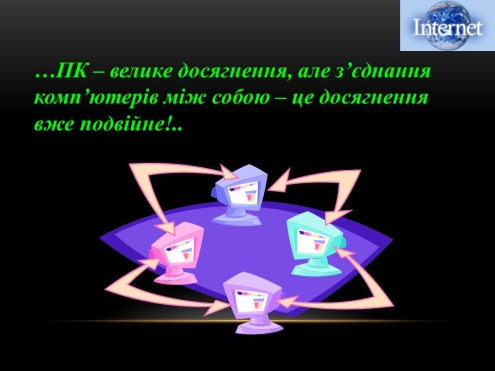 Internet
…ПК – велике досягнення, але з’єднання
комп’ютерів між собою – це досягнення
вже подвійне!..